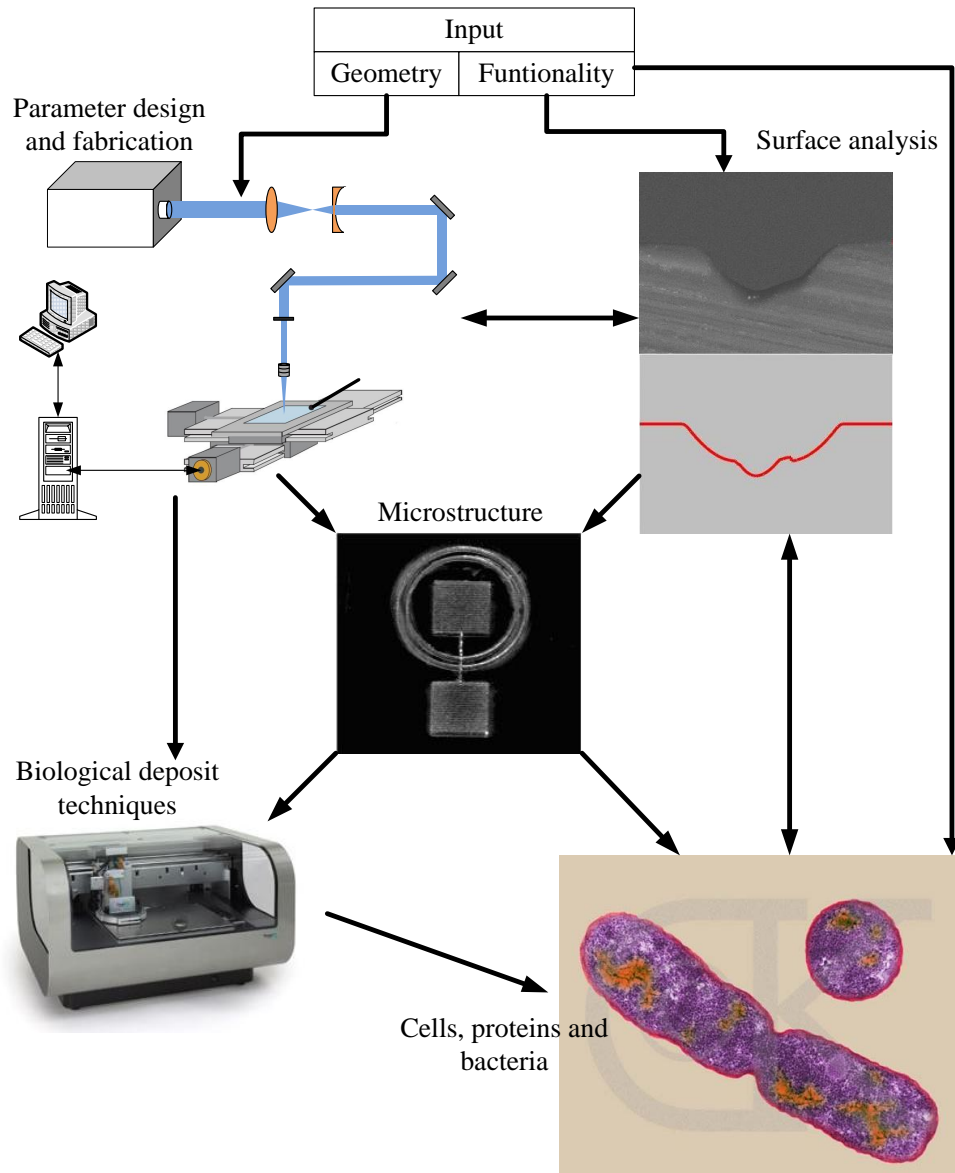 Input
Geometry
Funtionality
Parameter design
and fabrication
Surface analysis
Microstructure
Biological deposit
techniques
Cells, proteins and
bacteria